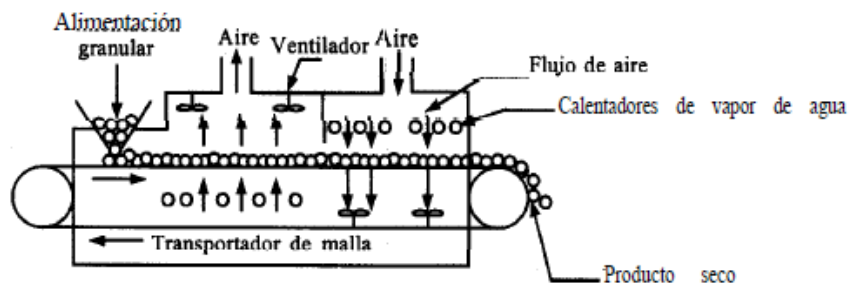 Alimentación
granular
Aire
Ventilador
Aire
Flujo de aire
Calentadores de vapor de agua
Transportador de malla
Producto seco